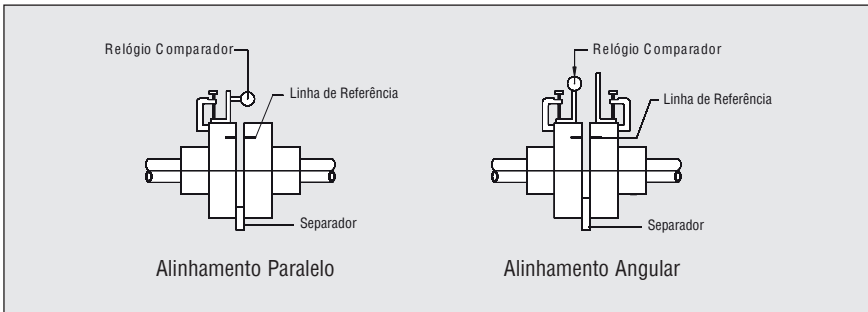 Relógio Comparador
Linha de Referência
Separador
Alinhamento Paralelo
Relógio Comparador
Linha de Referência
Separador
Alinhamento Angular